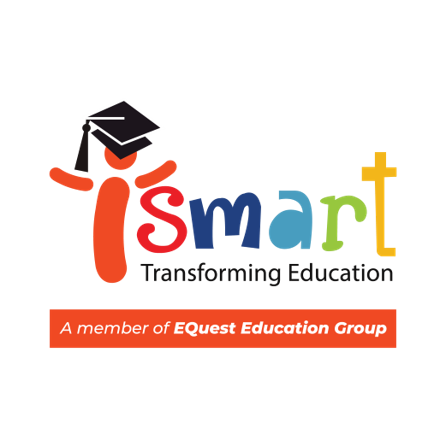 ismart
Transforming Education
A member of EQuest Education Group